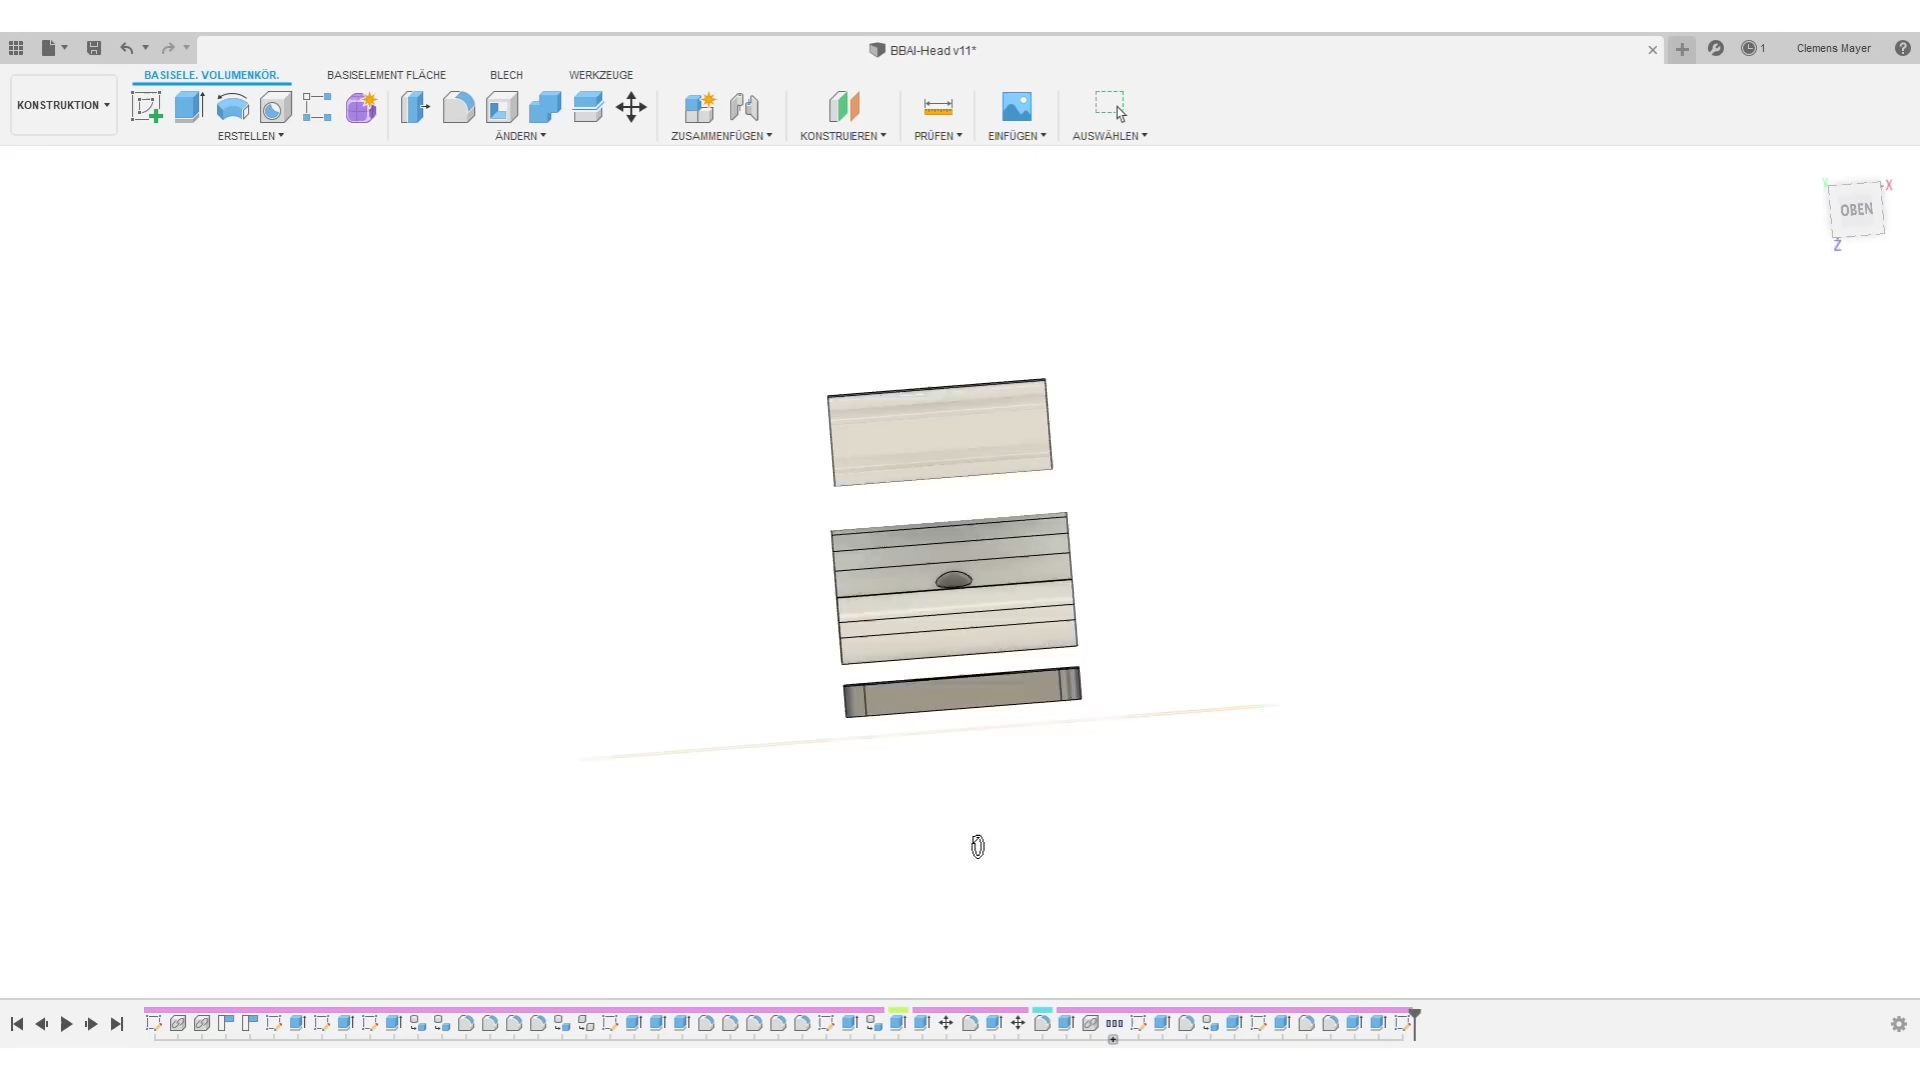 BBAI-Head v11*
1
Clemens Mayer
KONSTRUKTION
BASISELE. VOLUMENKÖR.
BASISELEMENT FLÄCHE
BLECH
WERKZEUGE
ERSTELLEN
ÄNDERN
ZUSAMMENFÜGEN
KONSTRUIEREN
PRÜFEN
EINFÜGEN
AUSWÄHLEN
X
OBEN
Z